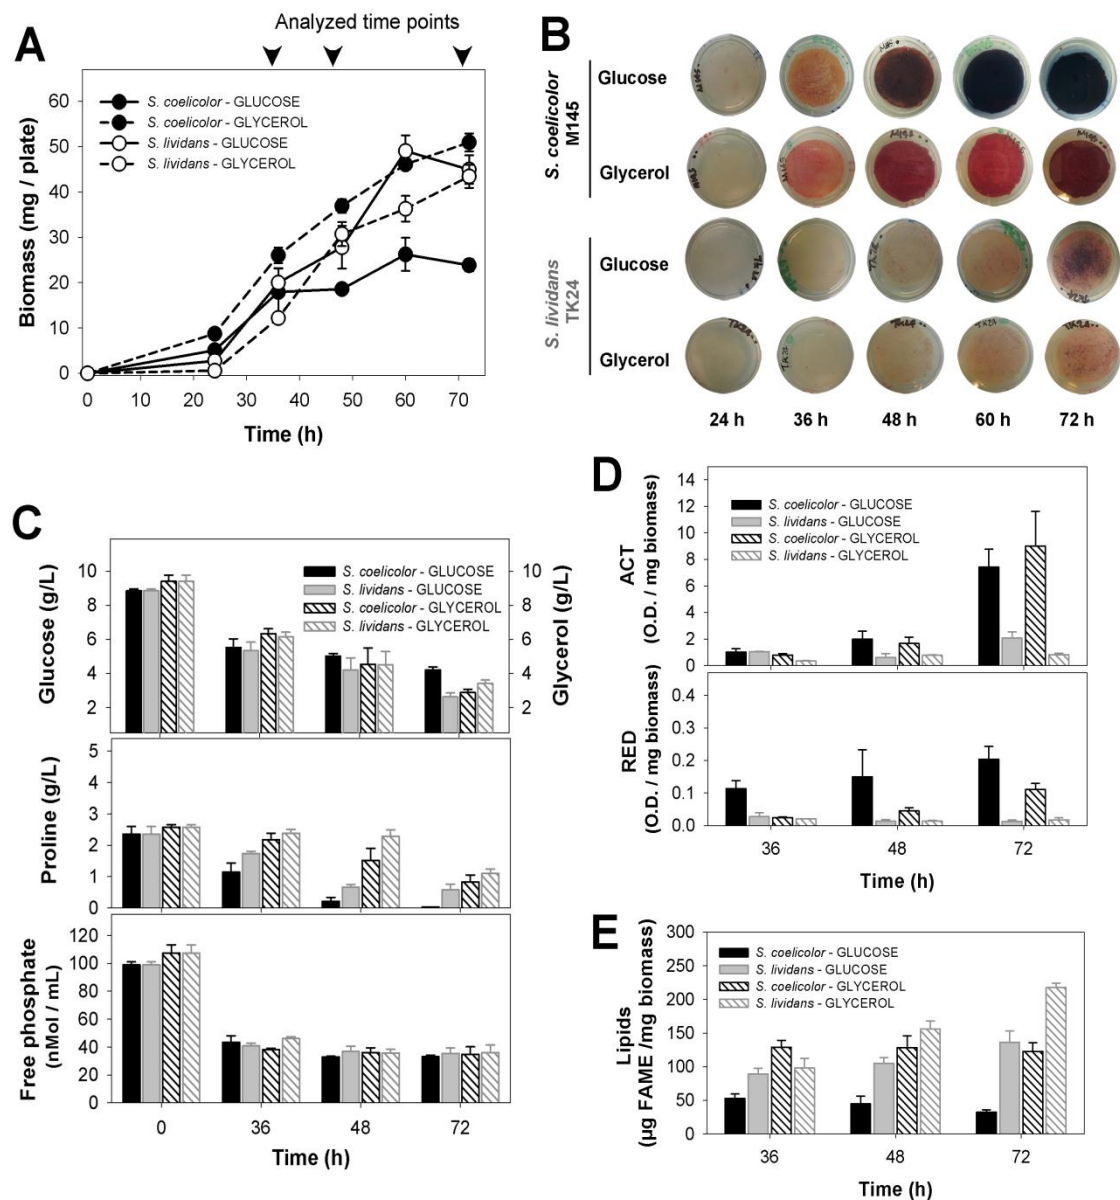 A
Analyzed time points
Biomass (mg / plate)
60
50
40
30
20
10
0
S. coelicolor - GLUCOSE
S. coelicolor - GLYCEROL
S. lividans - GLUCOSE
S. lividans - GLYCEROL
0 10 20 30 40 50 60 70
Time (h)
B
S. coelicolor
M145
Glucose
Glycerol
S. lividans
TK24
Glucose
Glycerol
24 h 36 h 48 h 60 h 72 h
C
Glucose (g/L)
10
8
6
4
2
S. coelicolor - GLUCOSE
S. lividans - GLUCOSE
S. coelicolor - GLYCEROL
S. lividans - GLYCEROL
10
8
6
4
2
Glycerol (g/L)
Proline (g/L)
5
4
3
2
1
0
Free phosphate
(nMol / mL)
120
100
80
60
40
20
0
0 36 48 72
Time (h)
D
ACT
(O.D. / mg biomass)
14
12
10
8
6
4
2
0
S. coelicolor - GLUCOSE
S. lividans - GLUCOSE
S. coelicolor - GLYCEROL
S. lividans - GLYCEROL
RED
(O.D. / mg biomass)
0.4
0.3
0.2
0.1
0.0
36 48 72
Time (h)
E
Lipids
(µg FAME /mg biomass)
300
250
200
150
100
50
0
S. coelicolor - GLUCOSE
S. lividans - GLUCOSE
S. coelicolor - GLYCEROL
S. lividans - GLYCEROL
36 48 72
Time (h)